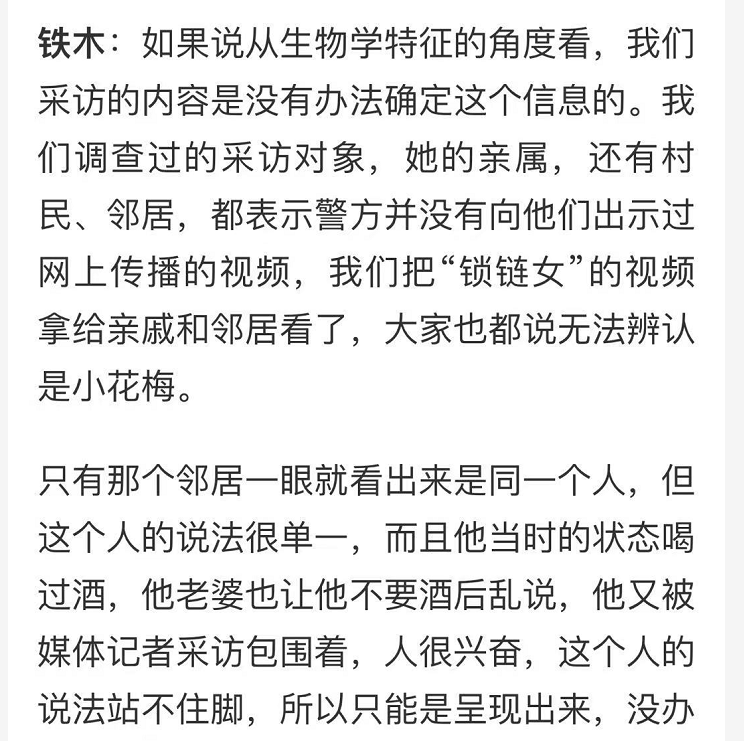 铁木：如果说从生物学特征的角度看，我们
采访的内容是没有办法确定这个信息的。我
们调查过的采访对象，她的亲属，还有村
民、邻居，都表示警方并没有向他们出示过
网上传播的视频，我们把“锁链女”的视频
拿给亲戚和邻居看了，大家也都说无法辨认
是小花梅。
只有那个邻居一眼就看出来是同一个人，但
这个人的说法很单一，而且他当时的状态喝
过酒，他老婆也让他不要酒后乱说，他又被
媒体记者采访包围着，人很兴奋，这个人的
说法站不住脚，所以只能是呈现出来，没办